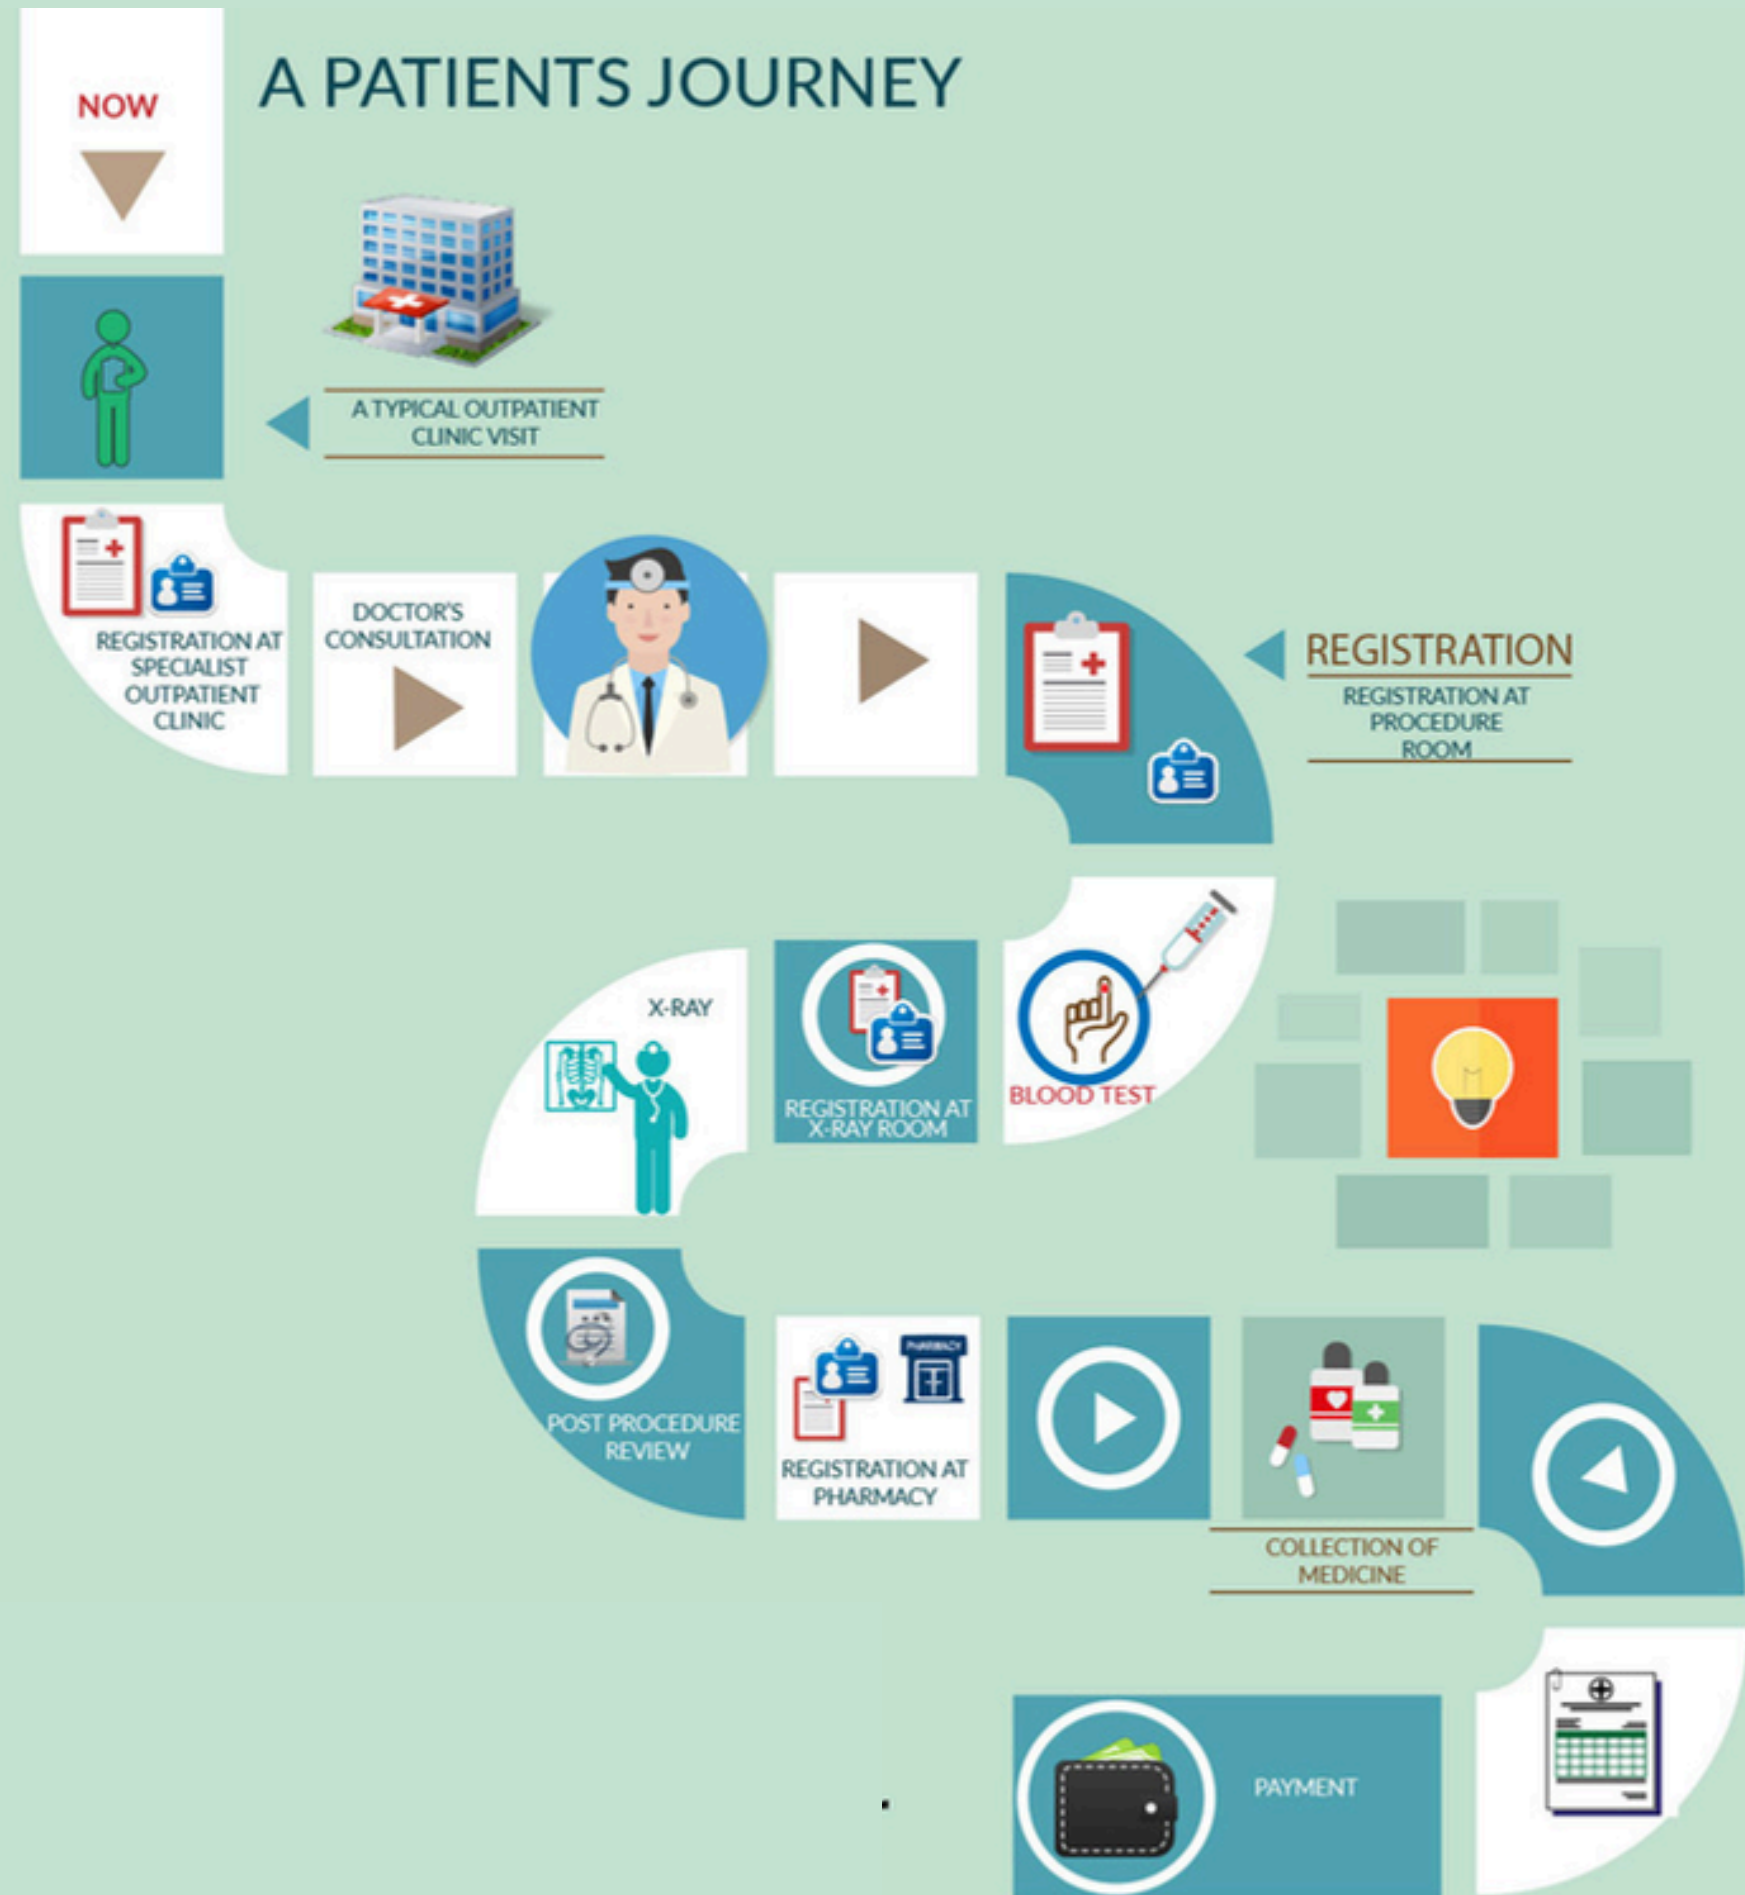 NOW
A PATIENTS JOURNEY
A TYPICAL OUTPATIENT
CLINIC VISIT
REGISTRATION AT
SPECIALIST
OUTPATIENT
CLINIC
DOCTOR'S
CONSULTATION
REGISTRATION
REGISTRATION AT
PROCEDURE
ROOM
BLOOD TEST
REGISTRATION AT
X-RAY ROOM
X-RAY
POST PROCEDURE
REVIEW
PHARMACY
REGISTRATION AT
PHARMACY
COLLECTION OF
MEDICINE
PAYMENT